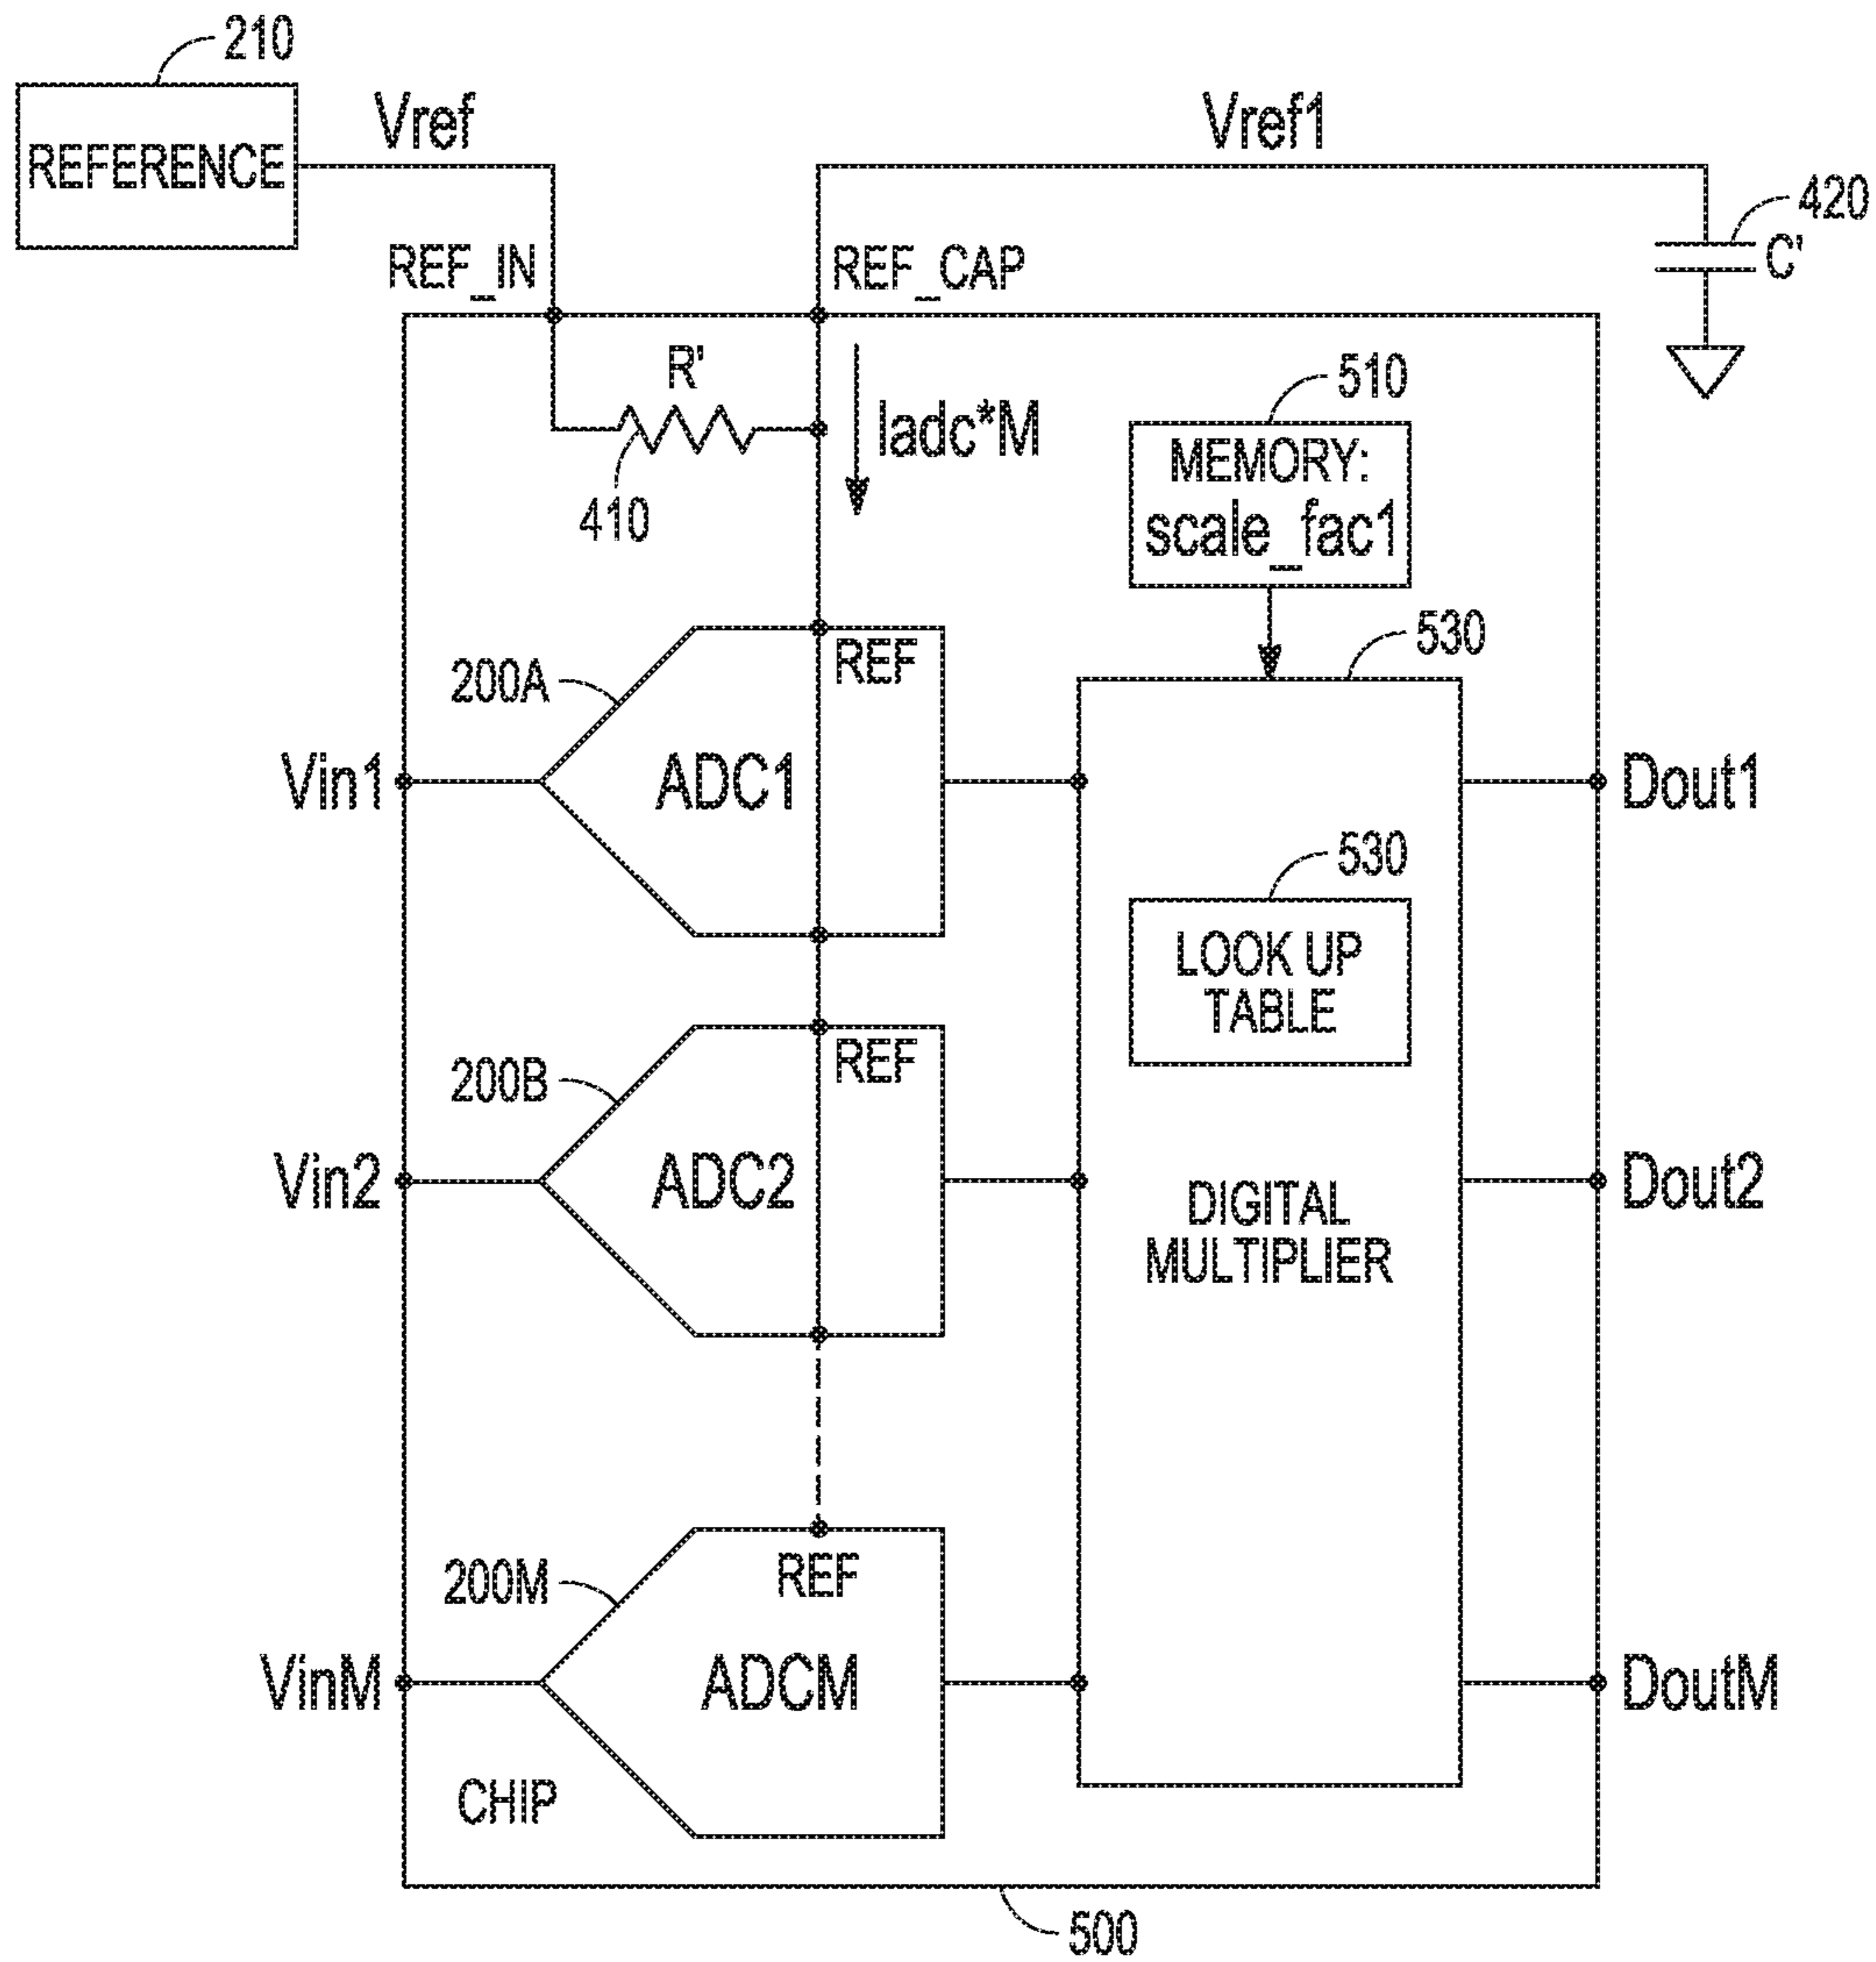 210
REFERENCE
Vref
Vref1
420
C'
REF_IN
REF_CAP
R'
410
Iadc*M
510
MEMORY:
scale_fac1
530
200A
REF
Vin1
ADC1
Dout1
530
LOOK UP
TABLE
200B
REF
Vin2
ADC2
DIGITAL
MULTIPLIER
Dout2
200M
REF
VinM
ADCM
DoutM
CHIP
500